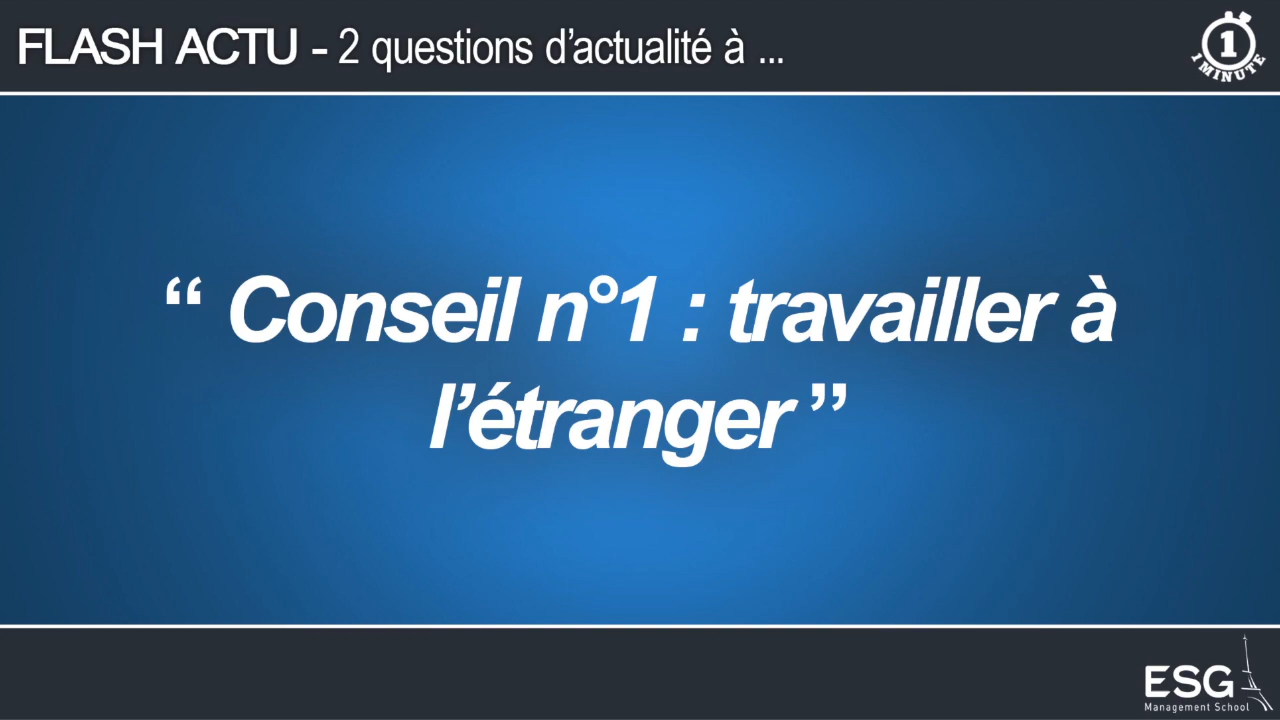 FLASH ACTU - 2 questions d’actualité à ...
1
1 MINUTE
“ Conseil n°1 : travailler à
l’étranger ”
ESG
Management School